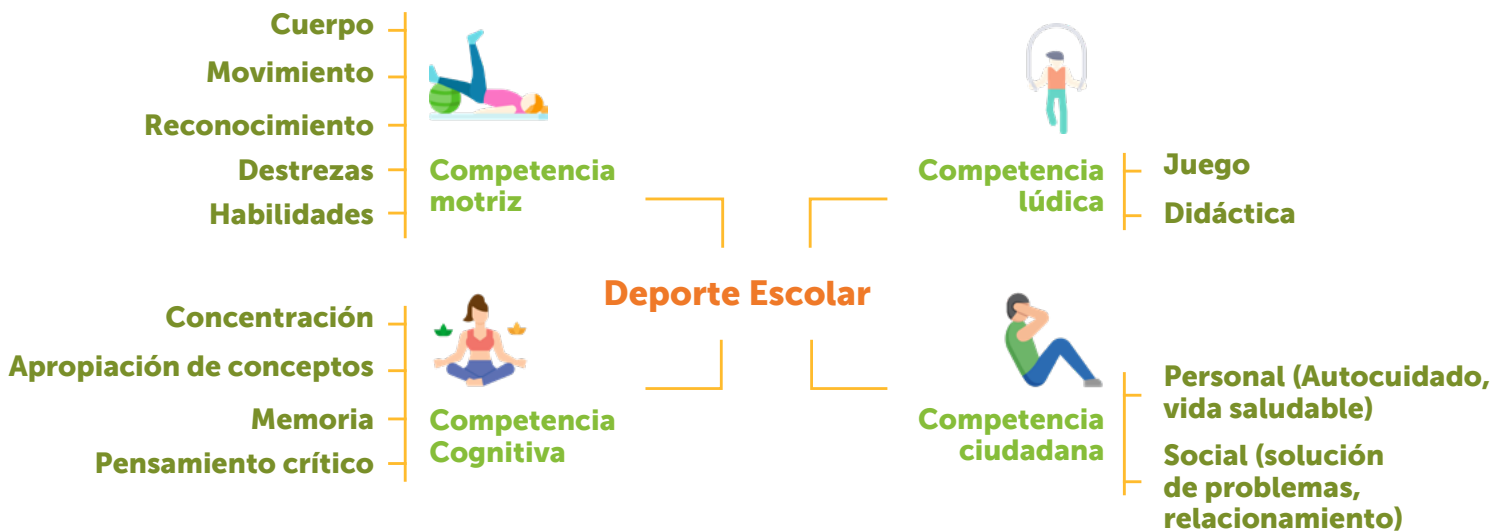 Cuerpo
Movimiento
Reconocimiento
Destrezas
Habilidades
Competencia
motriz
Competencia
lúdica
Juego
Didáctica
Deporte Escolar
Concentración
Apropiación de conceptos
Memoria
Pensamiento crítico
Competencia
Cognitiva
Competencia
ciudadana
Personal (Autocuidado,
vida saludable)
Social (solución
de problemas,
relacionamiento)